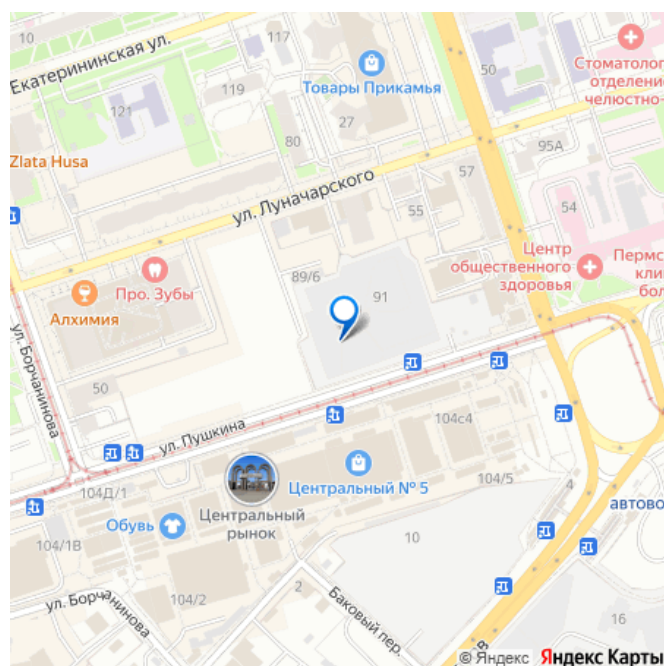 10
117
Екатерининская ул.
50
Стоматолог
отделение
челюстно-
Товары Прикамья
119
121
27
80
95А
Zlata Husa
57
ул. Луначарского
55
54
Центр
общественного
здоровья
Пермс
клин
бол
89/6
Про. Зубы
91
Алхимия
ул. Борчанинова
50
ул. Пушкина
104с4
104Д/1
Центральный № 5
104/5
4
автово
Обувь
Центральный
рынок
104/1В
10
ул. Борчанинова
104/2
2
Баковый пер.
16
© Яндекс Яндекс Карты